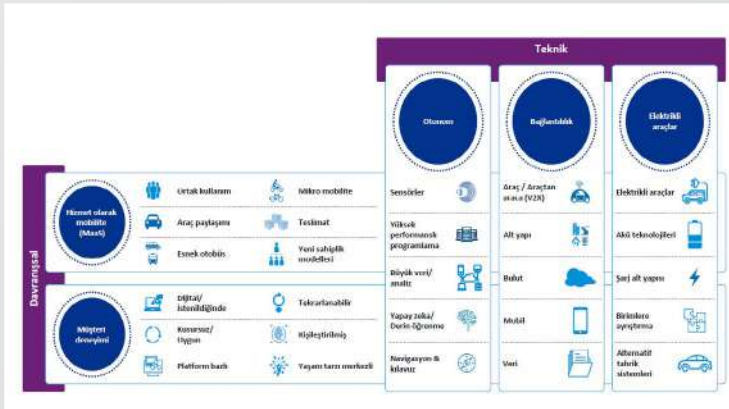 Teknik
Otonom
Bağlantılılık
Elektrikli
araçlar
Davranışsal
Hizmet olarak
mobilite
(MaaS)
Ortak kullanım
Mikro mobilite
Araç paylaşımı
Teslimat
Esnek otobüs
Yeni sahiplik
modelleri
Müşteri
deneyimi
Dijital/
İstenildiğinde
Tekrarlanabilir
Kusursuz/
Uygun
Kişileştirilmiş
Platform bazlı
Yaşam tarzı merkezli
Sensörler
Yüksek
performanslı
programlama
Büyük veri/
analiz
Yapay zeka/
Derin öğrenme
Navigasyon &
kılavuz
Araç / Araçtan
araca (V2X)
Alt yapı
Bulut
Mobil
Veri
Elektrikli araçlar
Akü teknolojileri
Şarj alt yapısı
Birimlere
ayrıştırma
Alternatif
tahrik
sistemleri